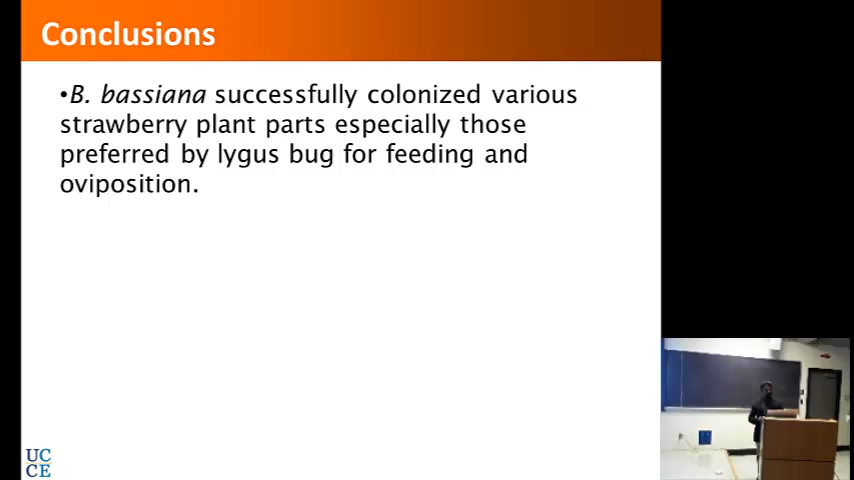 Conclusions
•B. bassiana successfully colonized various
strawberry plant parts especially those
preferred by lygus bug for feeding and
oviposition.
UC
CE